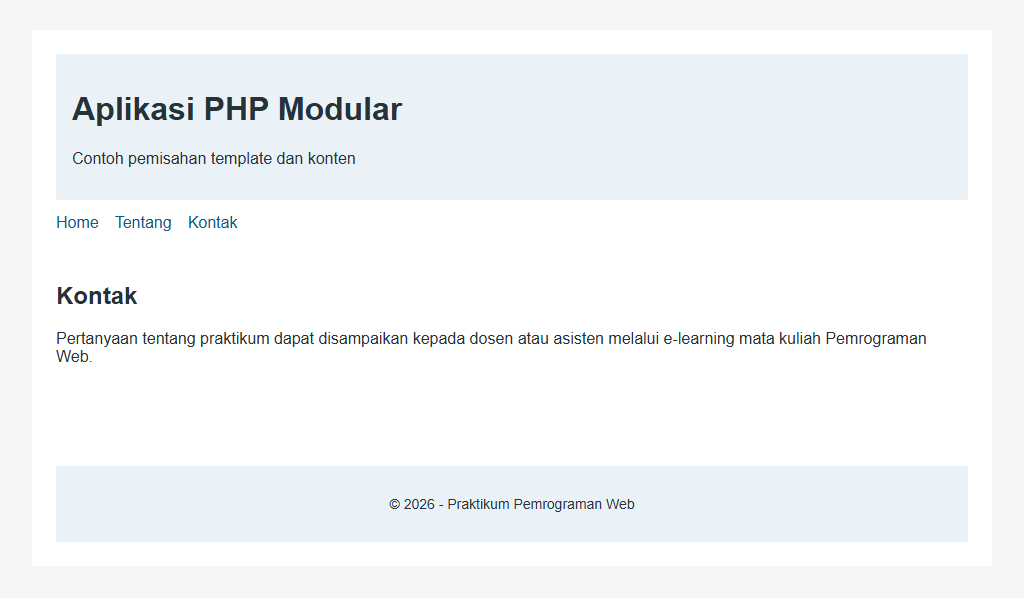 Aplikasi PHP Modular
Contoh pemisahan template dan konten
Home Tentang Kontak
Kontak
Pertanyaan tentang praktikum dapat disampaikan kepada dosen atau asisten melalui e-learning mata kuliah Pemrograman
Web.
© 2026 - Praktikum Pemrograman Web